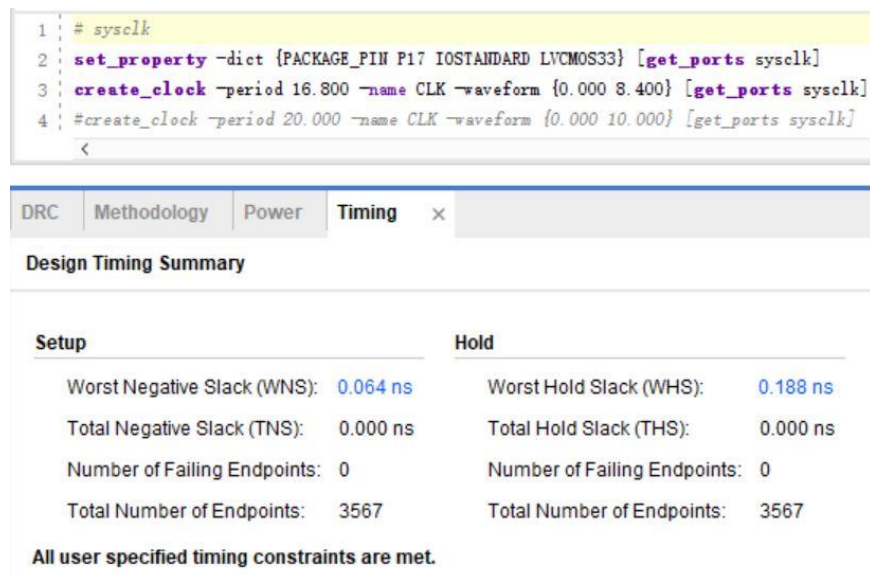 1 # sysclk
2 set_property -dict {PACKAGE_PIN P17 IOSTANDARD LVCMOS33} [get_ports sysclk]
3 create_clock -period 16.800 -name CLK -waveform {0.000 8.400} [get_ports sysclk]
4 #create_clock -period 20.000 -name CLK -waveform {0.000 10.000} [get_ports sysclk]
DRC Methodology Power Timing
Design Timing Summary
Setup Hold
Worst Negative Slack (WNS): 0.064 ns Worst Hold Slack (WHS): 0.188 ns
Total Negative Slack (TNS): 0.000 ns Total Hold Slack (THS): 0.000 ns
Number of Failing Endpoints: 0 Number of Failing Endpoints: 0
Total Number of Endpoints: 3567 Total Number of Endpoints: 3567
All user specified timing constraints are met.